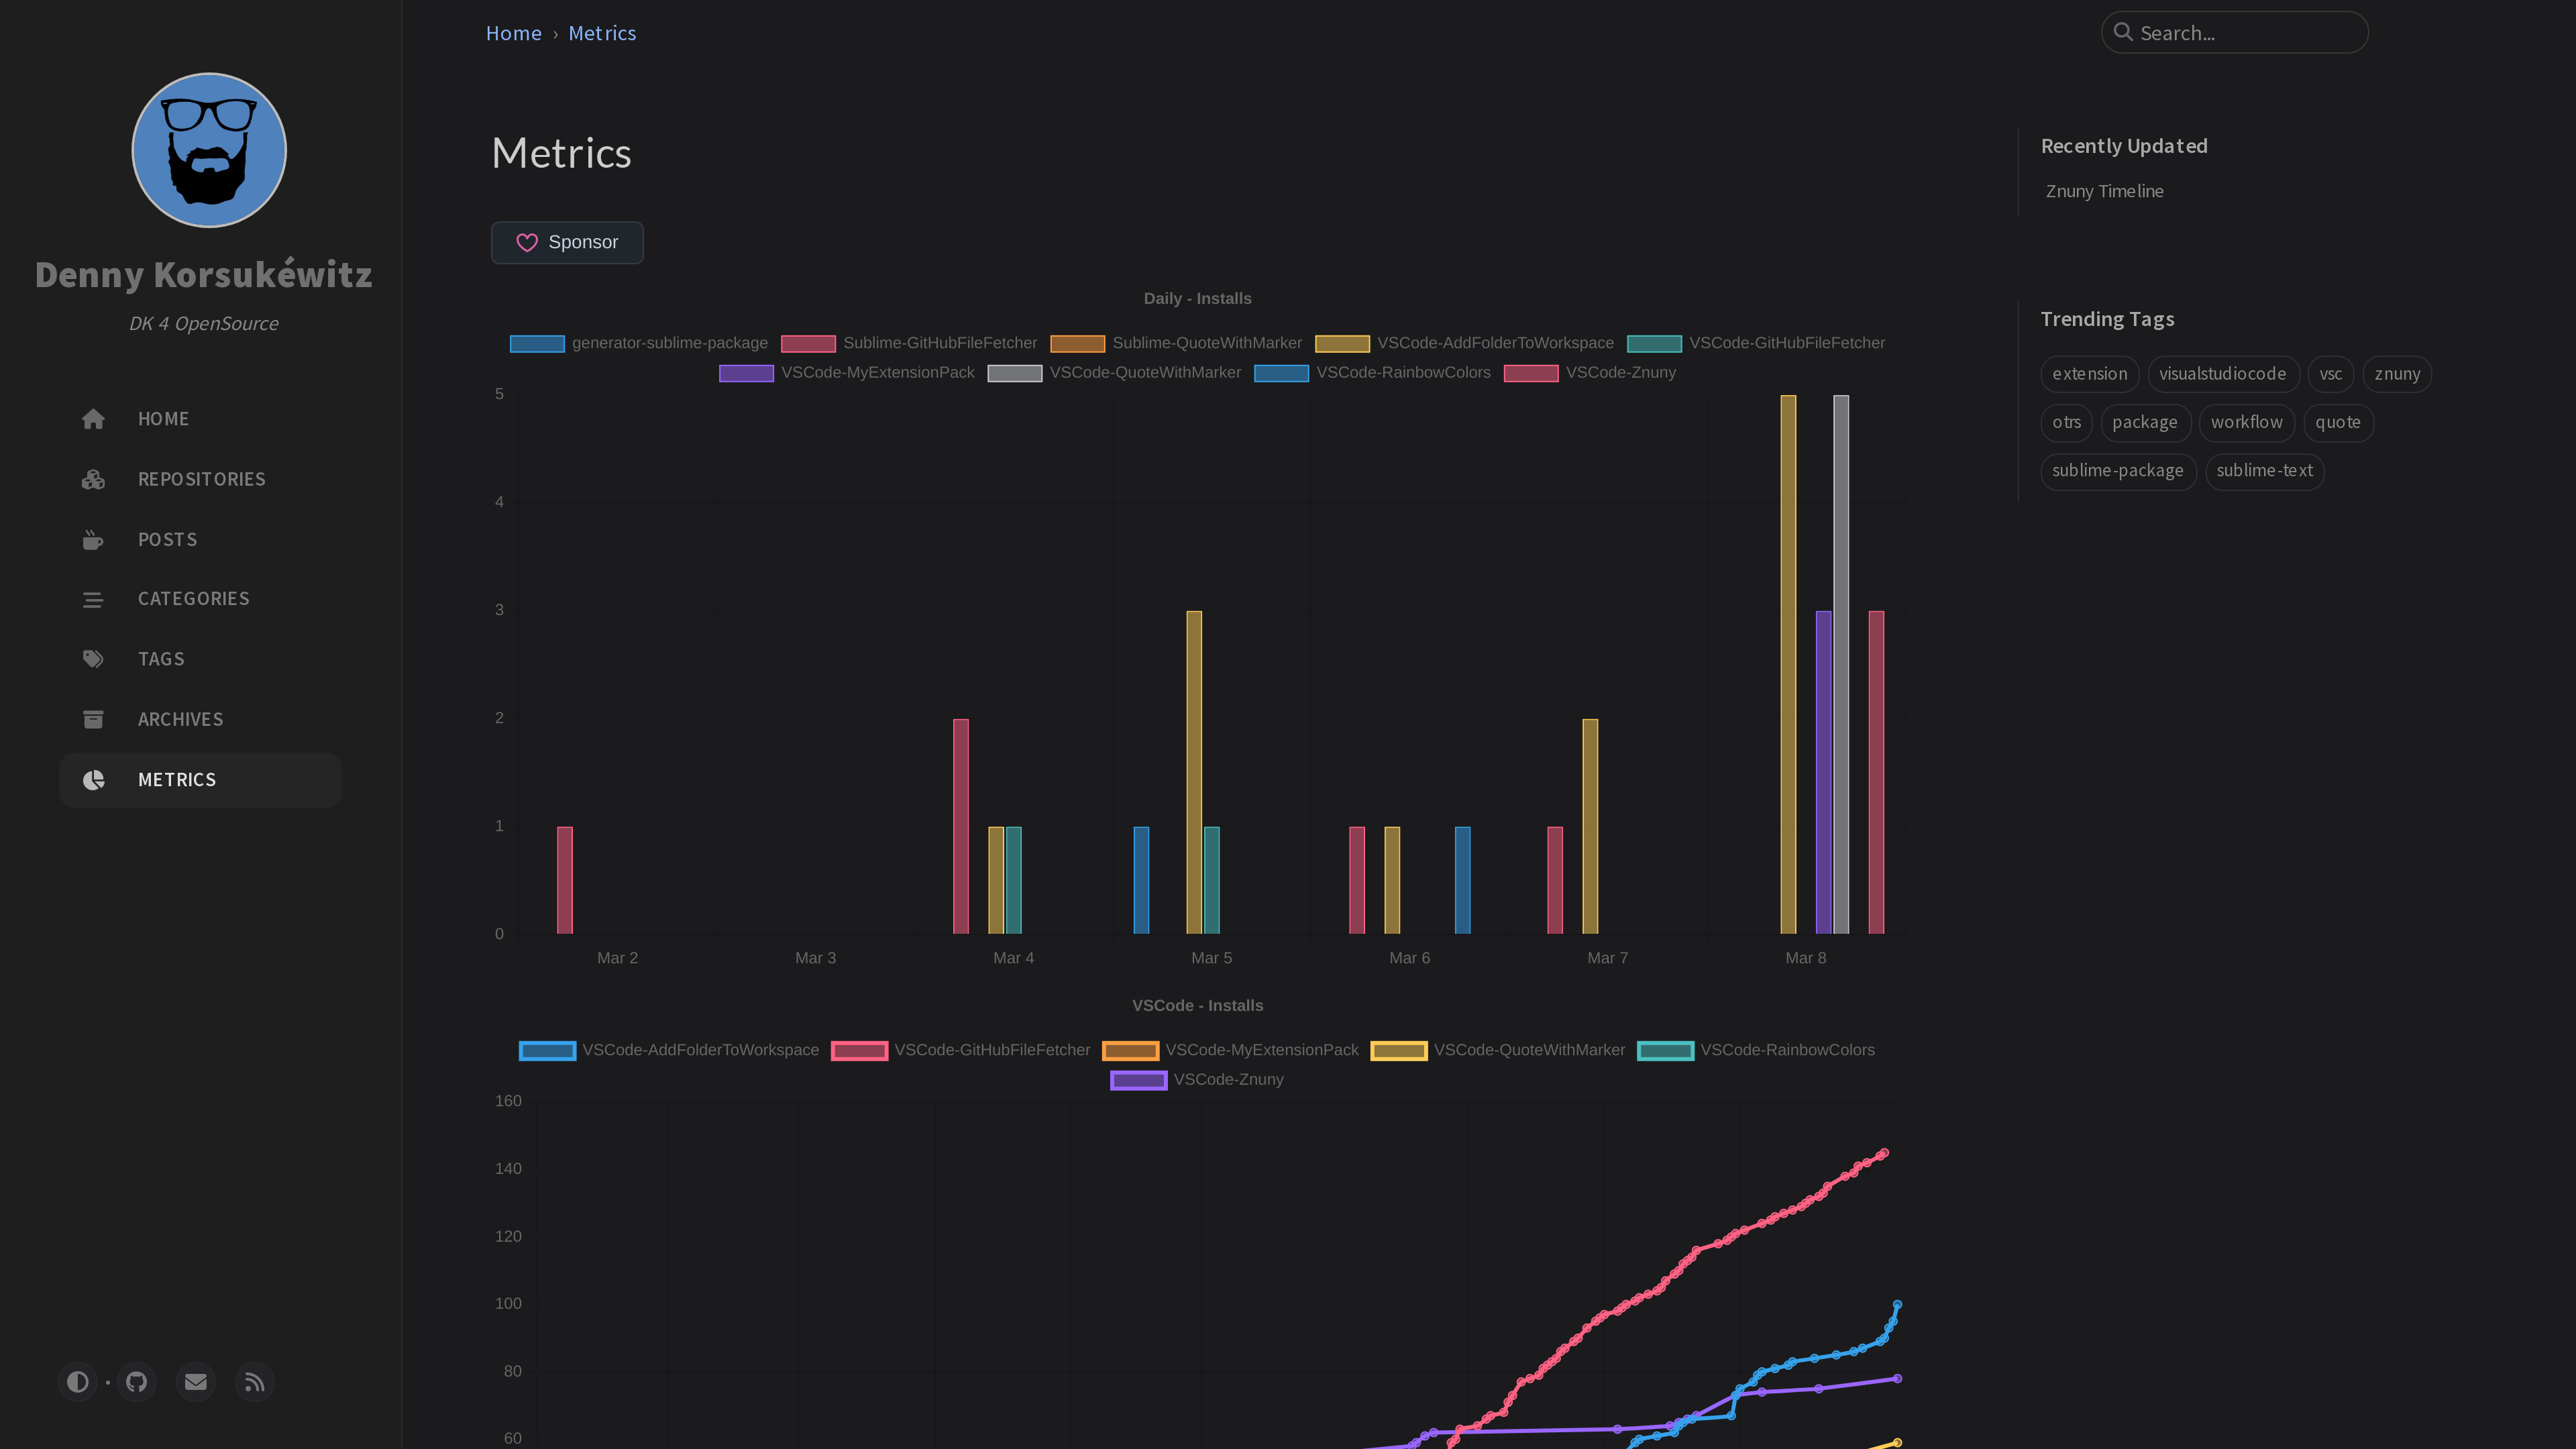 Denny Korsukéwitz
DK 4 OpenSource
HOME
REPOSITORIES
POSTS
CATEGORIES
TAGS
ARCHIVES
METRICS
Home › Metrics
Search...
Metrics
Sponsor
Daily - Installs
generator-sublime-package Sublime-GitHubFileFetcher Sublime-QuoteWithMarker VSCode-AddFolderToWorkspace VSCode-GitHubFileFetcher
VSCode-MyExtensionPack VSCode-QuoteWithMarker VSCode-RainbowColors VSCode-Znuny
5
4
3
2
1
0
Mar 2 Mar 3 Mar 4 Mar 5 Mar 6 Mar 7 Mar 8
VSCode - Installs
VSCode-AddFolderToWorkspace VSCode-GitHubFileFetcher VSCode-MyExtensionPack VSCode-QuoteWithMarker VSCode-RainbowColors
VSCode-Znuny
160
140
120
100
80
60
Recently Updated
Znuny Timeline
Trending Tags
extension visualstudiocode vsc znuny
otrs package workflow quote
sublime-package sublime-text